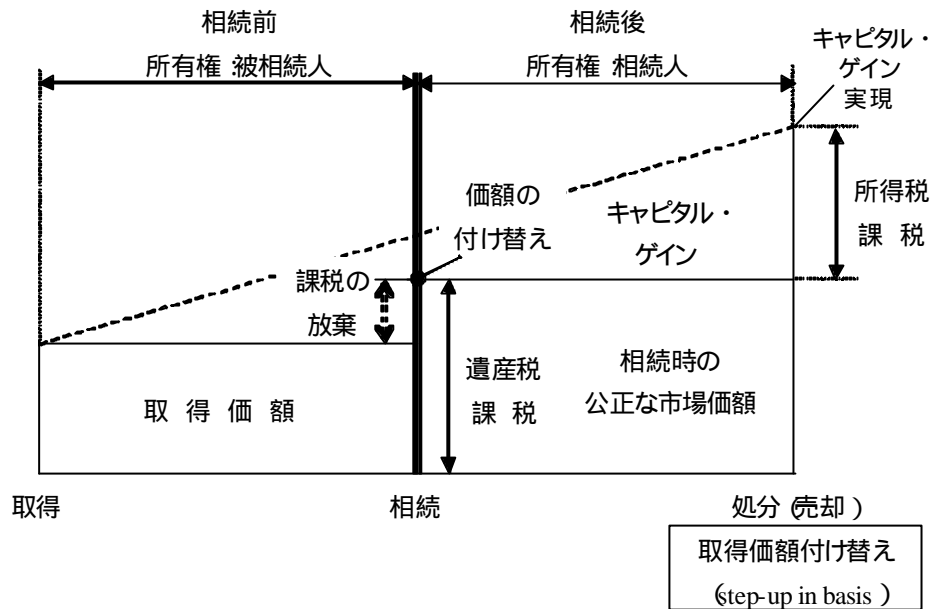 相続前
所有権:被相続人
相続後
所有権:相続人
キャピタル・
ゲイン
実現
価額の
付け替え
キャピタル・
ゲイン
所得税
課 税
課税の
放棄
取 得 価 額
遺産税
課 税
相続時の
公正な市場価額
取得
相続
処分(売却)
取得価額付け替え
(step-up in basis)